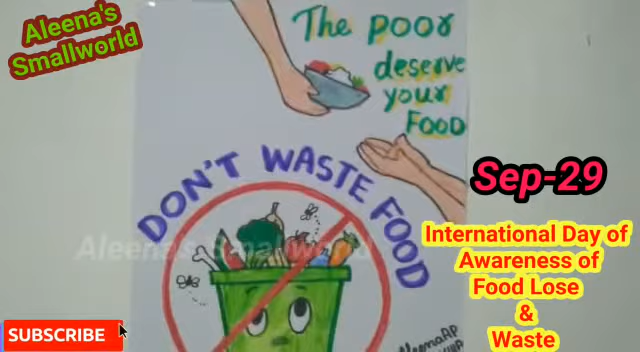 Aleena's
Smallworld
The poor
deserve
your
FOOD
DON'T WASTE FOOD
Sep-29
International Day of
Awareness of
Food Lose
&
Waste
Aleena's Smallworld
AleenaAP
SUBSCRIBE